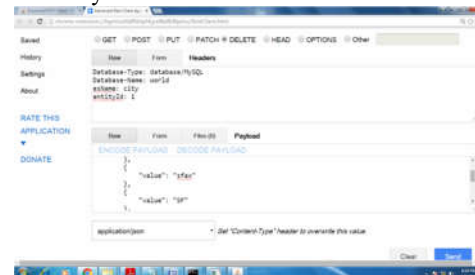 Saved
GET POST PUT PATCH DELETE HEAD OPTIONS Other
History
Raw Form Headers
Settings
Database-Type: database/MySQL
Database-Name: world
esName: city
entityId: 1
About
RATE THIS
APPLICATION
DONATE
Raw Form Files (0) Payload
ENCODE PAYLOAD DECODE PAYLOAD
},
{
"value": "sfax"
},
{
"value": "SF"
},
application/json Set "Content-Type" header to overwrite this value.
Clear Send